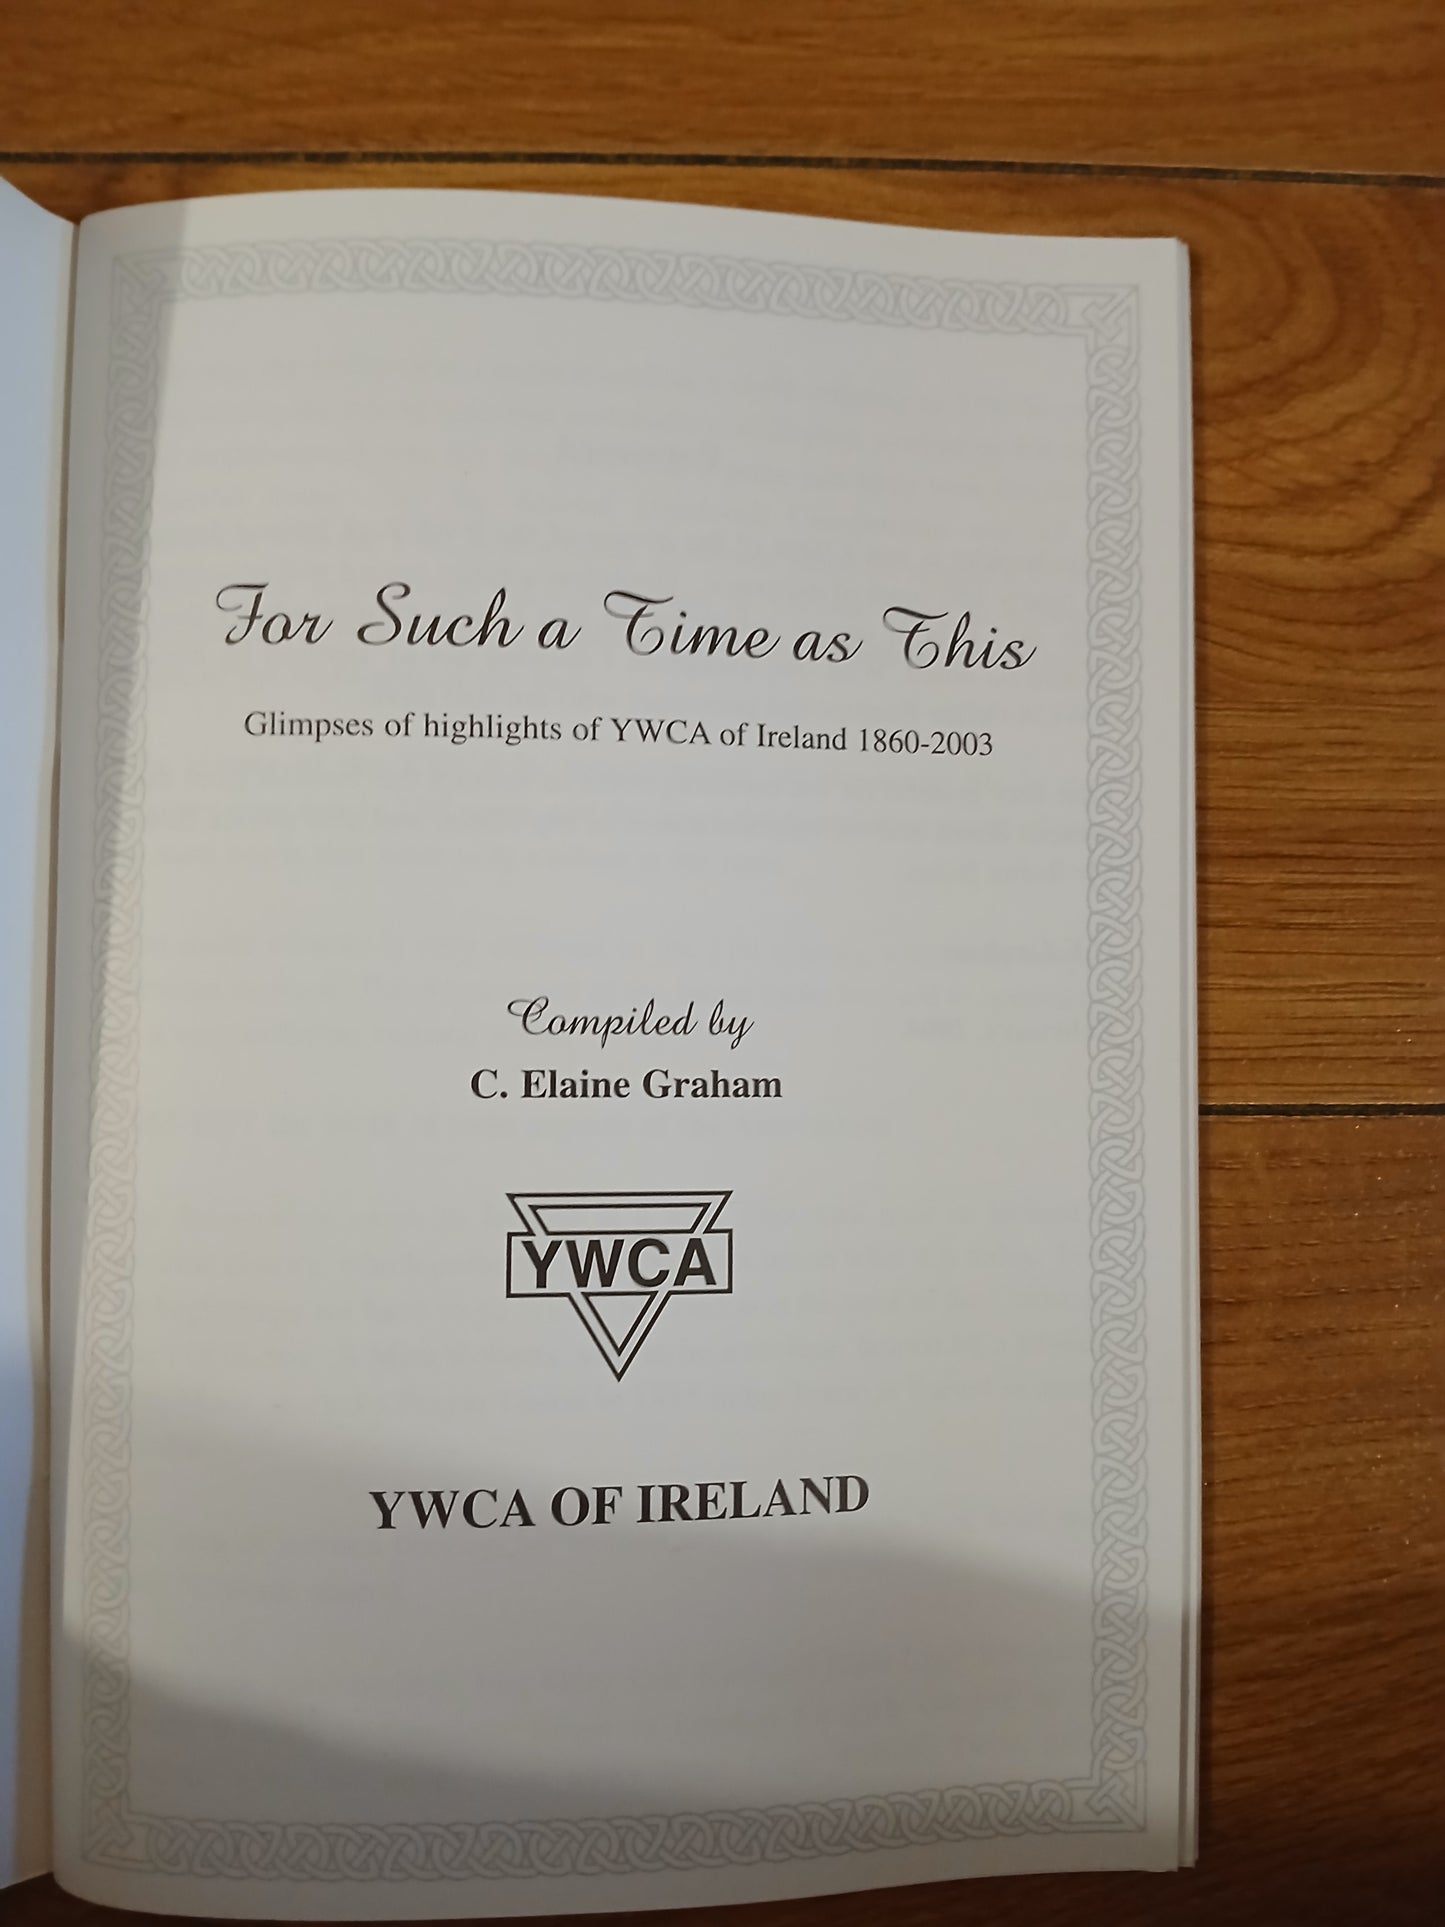 For Such a Time as This
Glimpses of highlights of YWCA of Ireland 1860-2003
Compiled by
C. Elaine Graham
YWCA
YWCA OF IRELAND